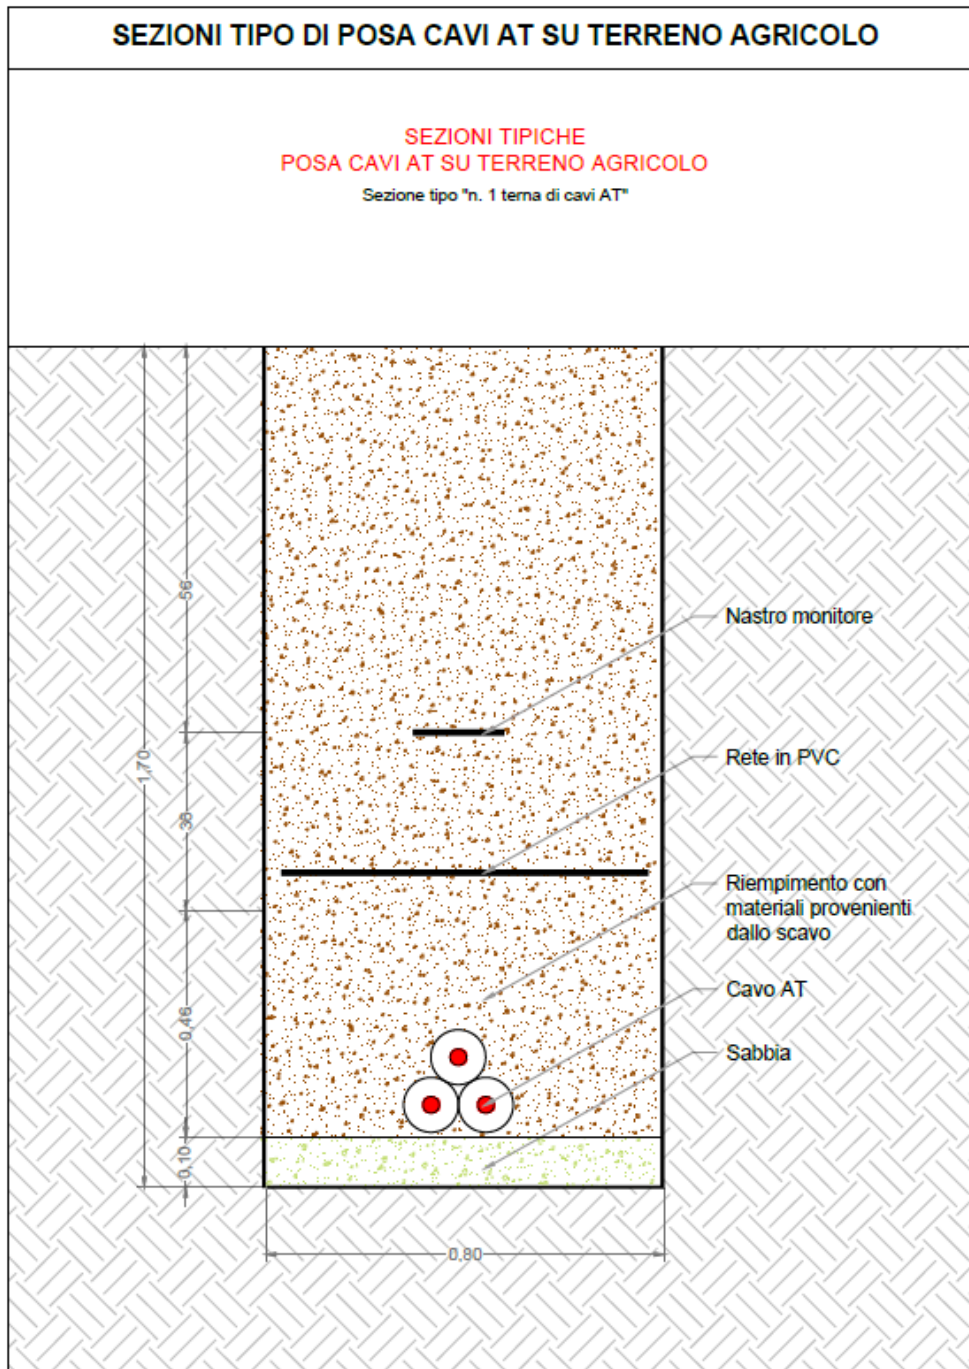 SEZIONI TIPO DI POSA CAVI AT SU TERRENO AGRICOLO
SEZIONI TIPICHE
POSA CAVI AT SU TERRENO AGRICOLO
Sezione tipo "n. 1 terna di cavi AT"
56
Nastro monitore
1,70
Rete in PVC
Riempimento con
materiali provenienti
dallo scavo
0,46
Cavo AT
Sabbia
0,10
0,80